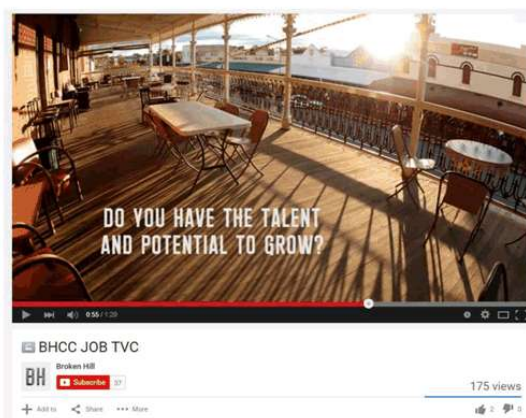 DO YOU HAVE THE TALENT
AND POTENTIAL TO GROW?
0:55 / 1:20
BHCC JOB TVC
Broken Hill
BH
Subscribe 37
175 views
Add to Share More
2 0